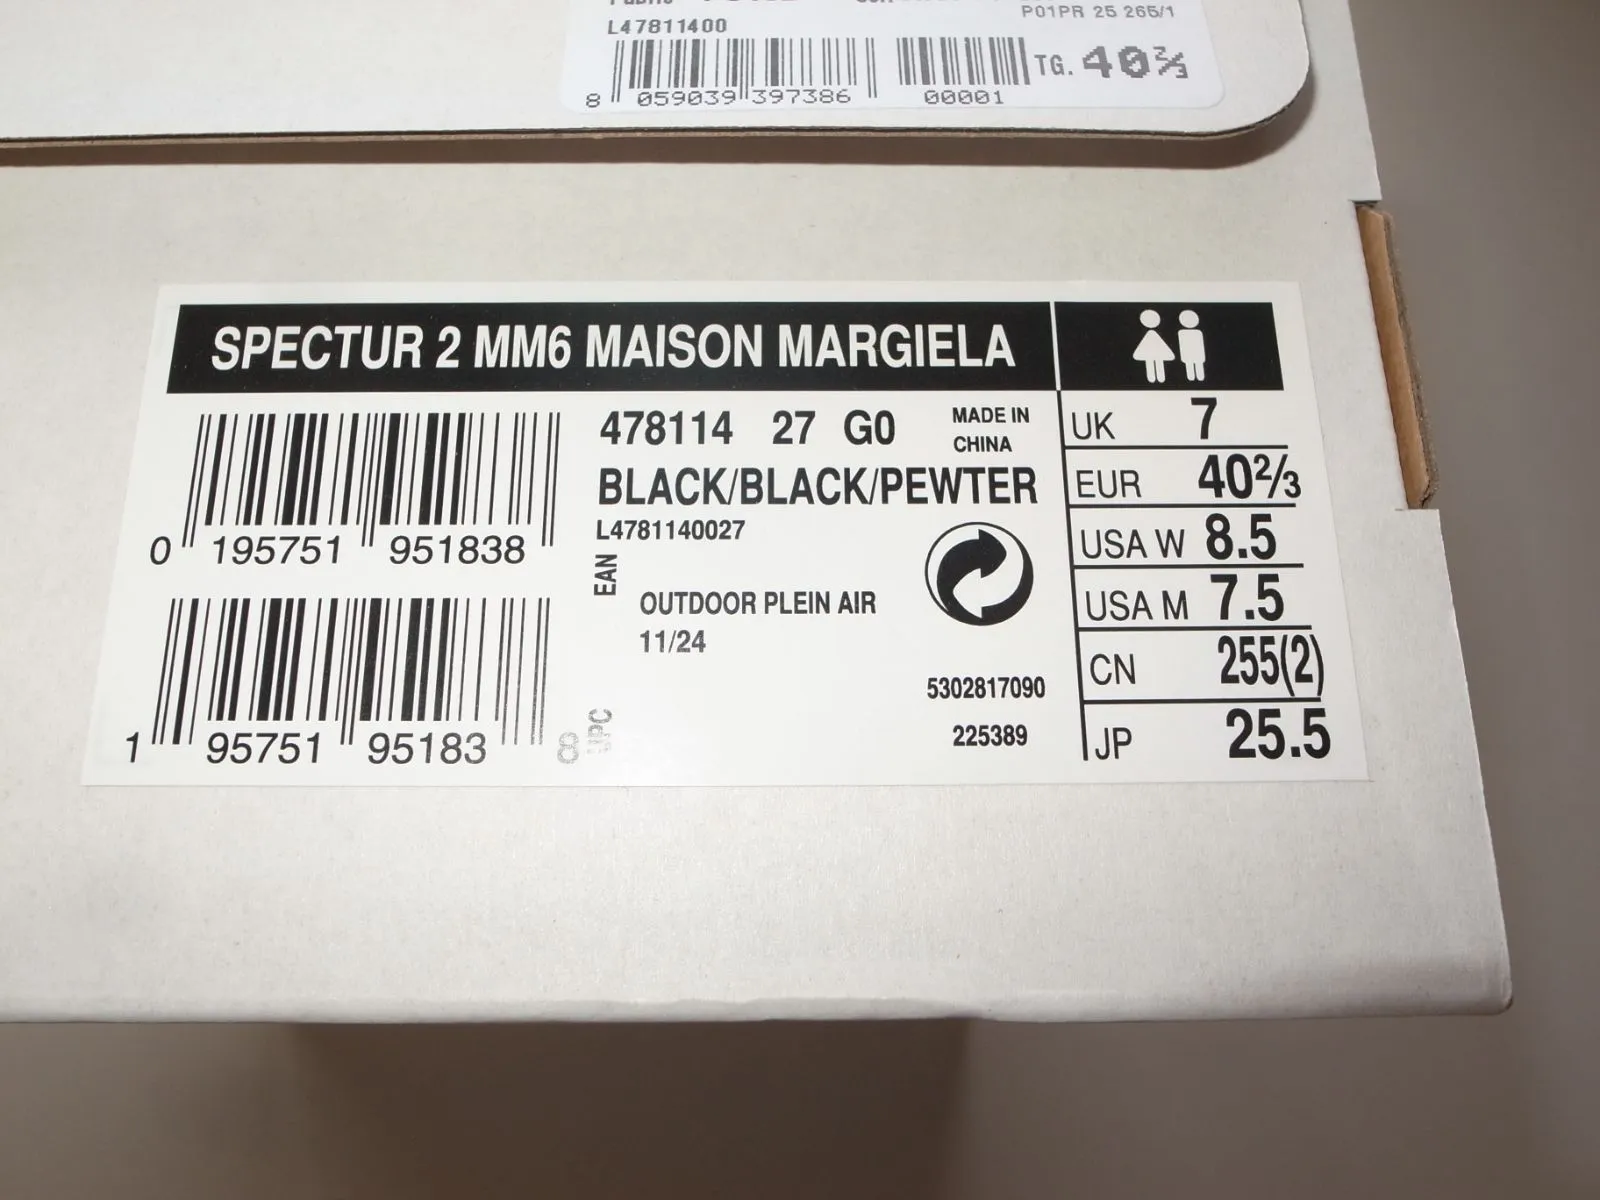 P01PR 25 265/1
L47811400
TG. 40⅔
8 059039 397386 00001
SPECTUR 2 MM6 MAISON MARGIELA
478114 27 G0
MADE IN
CHINA
BLACK/BLACK/PEWTER
L4781140027
0 195751 951838
EAN
OUTDOOR PLEIN AIR
11/24
5302817090
225389
1 95751 95183 8
UPC
UK 7
EUR 40⅔
USA W 8.5
USA M 7.5
CN 255(2)
JP 25.5